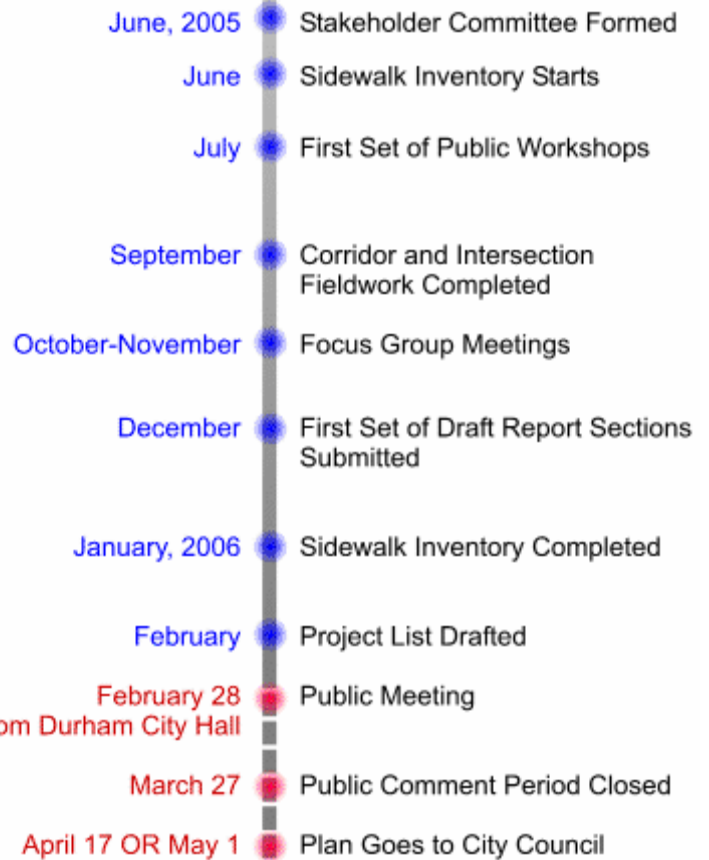 June, 2005 Stakeholder Committee Formed
June Sidewalk Inventory Starts
July First Set of Public Workshops
September Corridor and Intersection
Fieldwork Completed
October-November Focus Group Meetings
December First Set of Draft Report Sections
Submitted
January, 2006 Sidewalk Inventory Completed
February Project List Drafted
February 28 Public Meeting
Durham City Hall
March 27 Public Comment Period Closed
April 17 OR May 1 Plan Goes to City Council